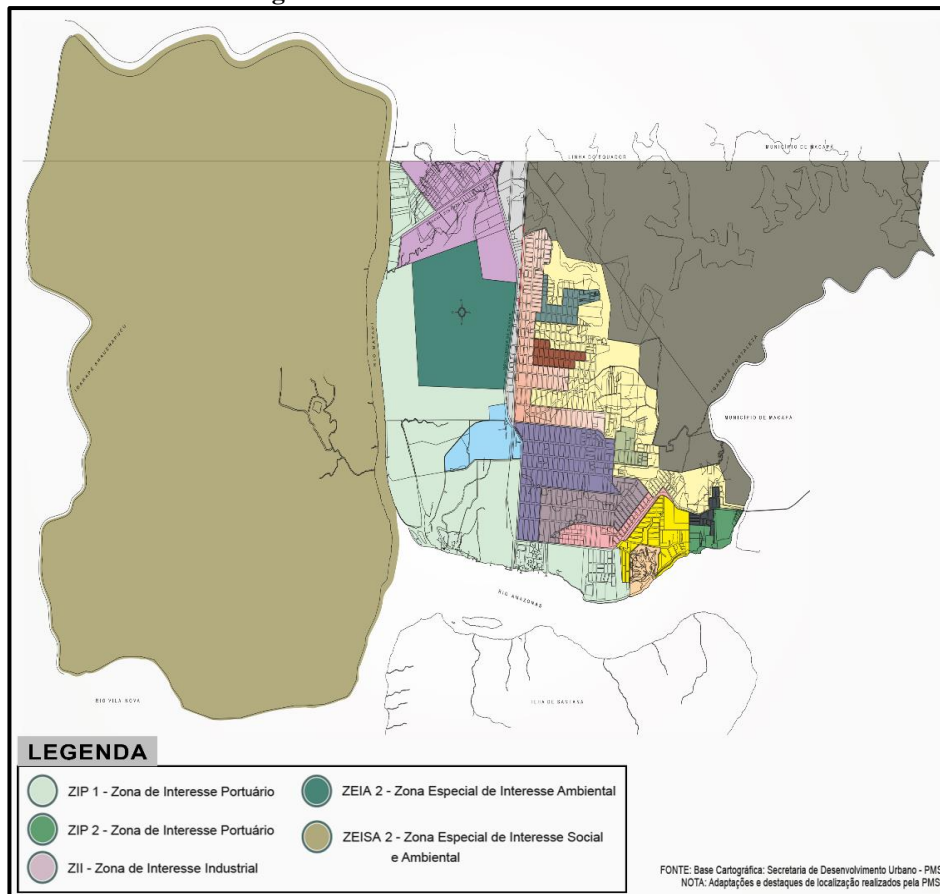 LINHA DO EQUADOR
MUNICÍPIO DE MACAPÁ
IGARAPÉ FORTALEZA
MUNICÍPIO DE MACAPÁ
RIO AMAZONAS
RIO VILA NOVA
ILHA DE SANTANA
LEGENDA
ZIP 1 - Zona de Interesse Portuário
ZIP 2 - Zona de Interesse Portuário
ZII - Zona de Interesse Industrial
ZEIA 2 - Zona Especial de Interesse Ambiental
ZEISA 2 - Zona Especial de Interesse Social
e Ambiental
FONTE: Base Cartográfica: Secretaria de Desenvolvimento Urbano - PMS
NOTA: Adaptações e destaques de localização realizados pela PMS